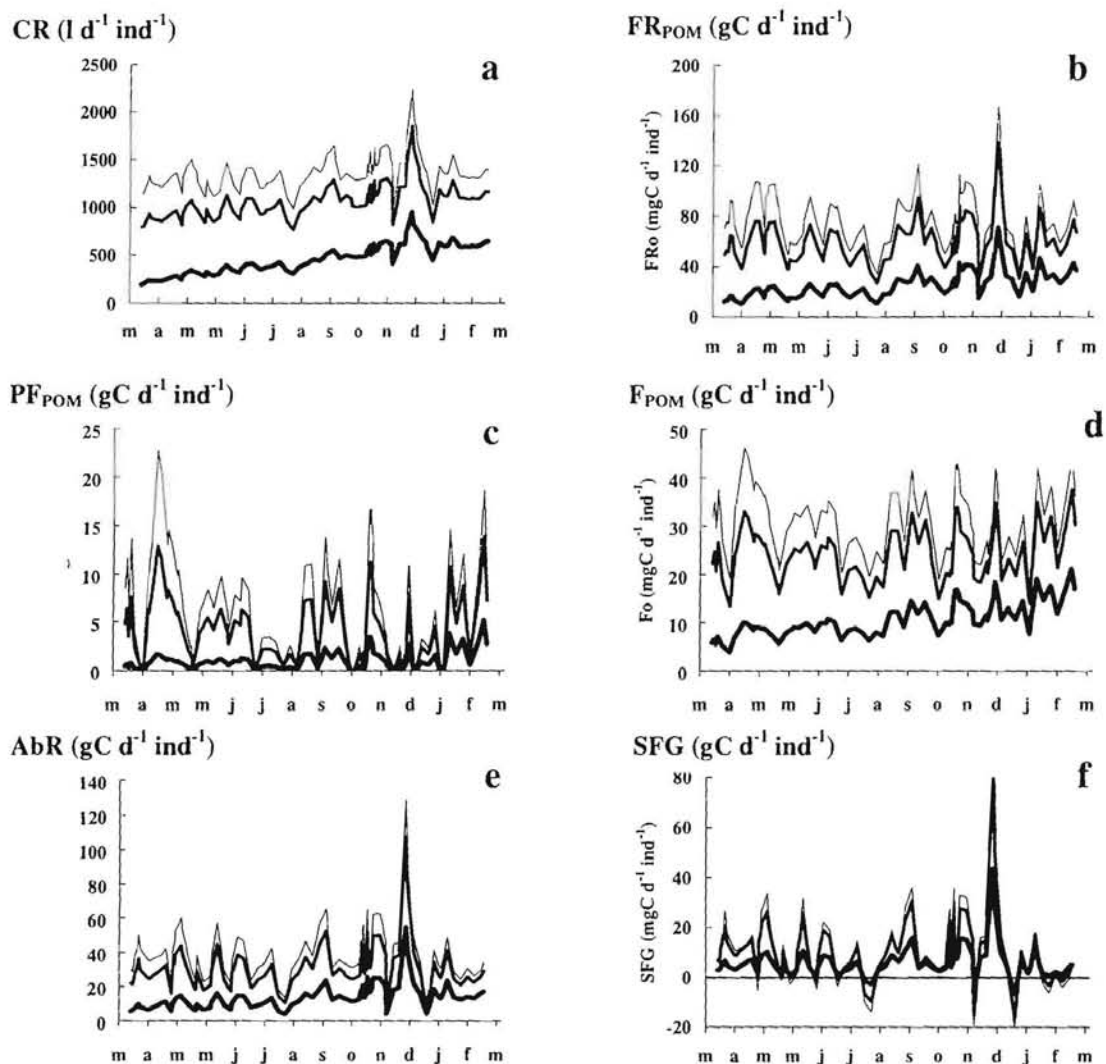 CR (l d⁻¹ ind⁻¹)
a
2500
2000
1500
1000
500
0
m a m m j j a s o n d j f m
FR_POM (gC d⁻¹ ind⁻¹)
b
FRo (mgC d⁻¹ ind⁻¹)
200
160
120
80
40
0
m a m m j j a s o n d j f m
PF_POM (gC d⁻¹ ind⁻¹)
c
25
20
15
10
5
0
m a m m j j a s o n d j f m
F_POM (gC d⁻¹ ind⁻¹)
d
Fo (mgC d⁻¹ ind⁻¹)
50
40
30
20
10
0
m a m m j j a s o n d j f m
AbR (gC d⁻¹ ind⁻¹)
e
140
120
100
80
60
40
20
0
m a m m j j a s o n d j f m
SFG (gC d⁻¹ ind⁻¹)
f
SFG (mgC d⁻¹ ind⁻¹)
80
60
40
20
0
-20
m a m m j j a s o n d j f m